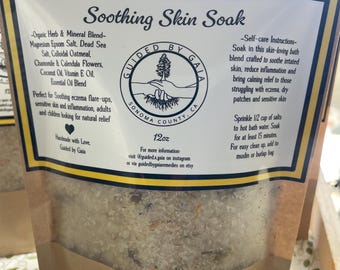 Soothing Skin Soak
~Organic Herb & Mineral Blend~
Magnesium Epsom Salt, Dead Sea
Salt, Colloidal Oatmeal,
Chamomile & Calendula Flowers,
Coconut Oil, Vitamin E Oil,
Essential Oil Blend
Perfect for: Soothing eczema flare-ups,
sensitive skin and inflammation, adults
and children looking for natural relief
Handmade with Love,
Guided by Gaia
GUIDED BY GAIA
SONOMA COUNTY, CA
12oz
For more information
visit @guided.x.gaia on instagram
or via guidedbygaiaremedies on etsy
~Self-care Instructions~
Soak in this skin-loving bath
blend crafted to soothe irritated
skin, reduce inflammation and
bring calming relief to those
struggling with eczema, dry
patches and sensitive skin
Sprinkle 1/2 cup of salts
to hot bath water. Soak for
at least 15 minutes.
For easy clean up, add to
muslin or burlap bag